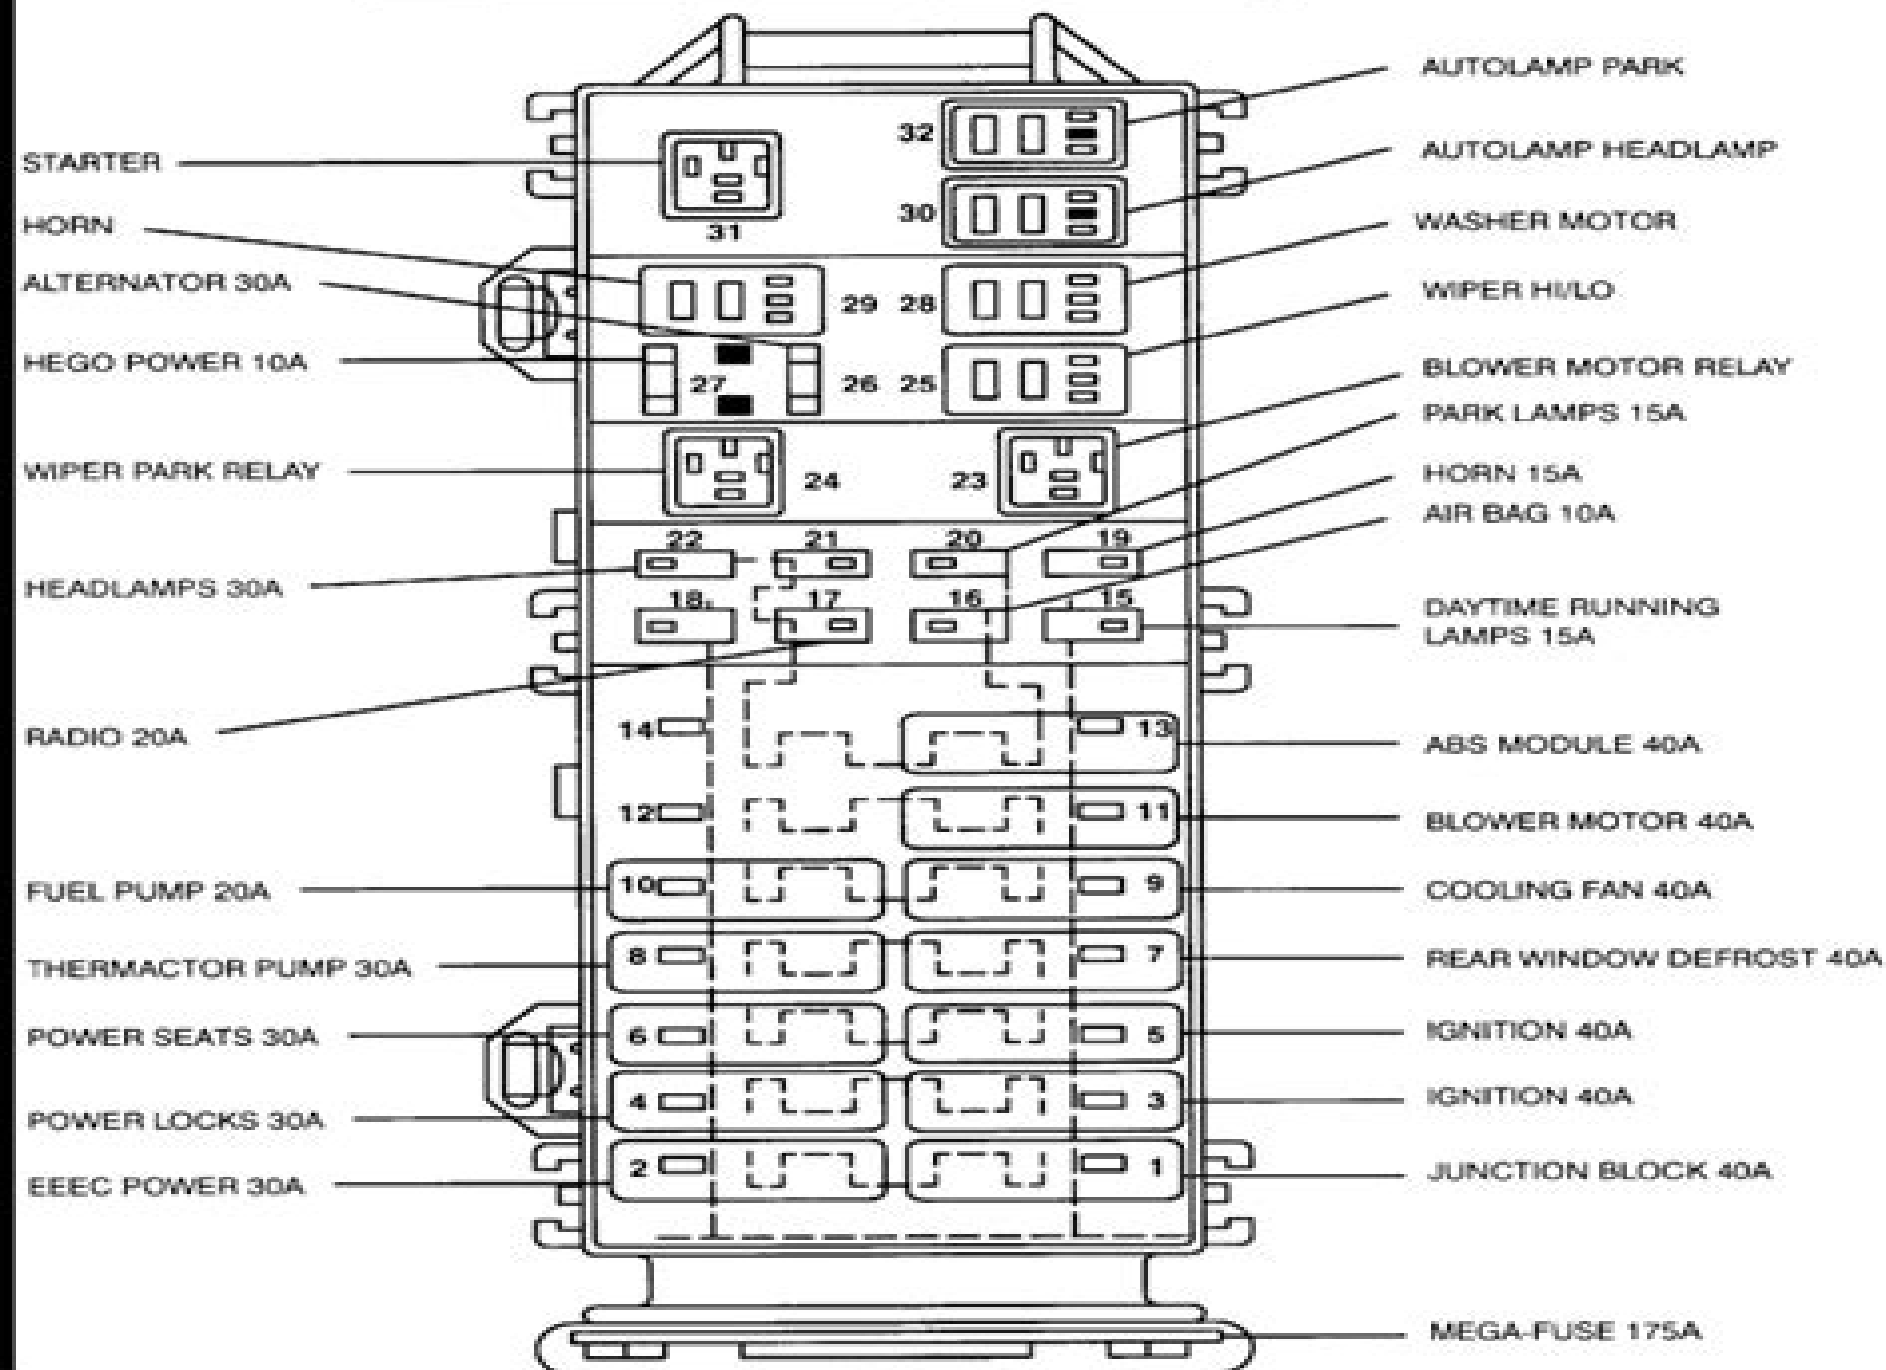 AUTOLAMP PARK
32
AUTOLAMP HEADLAMP
STARTER
30
31
WASHER MOTOR
HORN
ALTERNATOR 30A
29
28
WIPER HI/LO
HEGO POWER 10A
27
26
25
BLOWER MOTOR RELAY
PARK LAMPS 15A
WIPER PARK RELAY
24
23
HORN 15A
AIR BAG 10A
22
21
20
19
HEADLAMPS 30A
18
17
16
15
DAYTIME RUNNING
LAMPS 15A
RADIO 20A
14
13
ABS MODULE 40A
12
11
BLOWER MOTOR 40A
FUEL PUMP 20A
10
9
COOLING FAN 40A
THERMACTOR PUMP 30A
8
7
REAR WINDOW DEFROST 40A
POWER SEATS 30A
6
5
IGNITION 40A
POWER LOCKS 30A
4
3
IGNITION 40A
EEEC POWER 30A
2
1
JUNCTION BLOCK 40A
MEGA-FUSE 175A